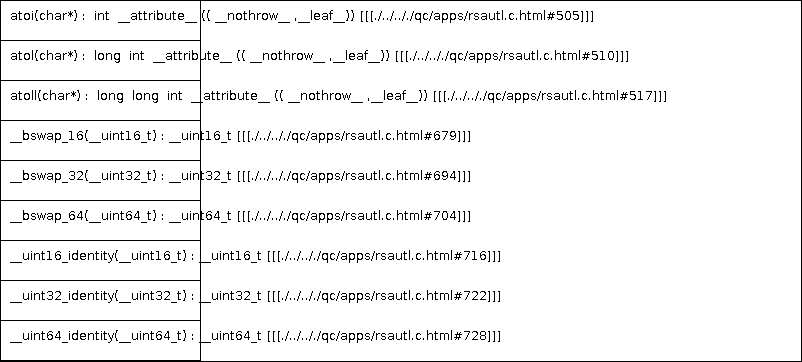 atoi(char*) : int __attribute__ (( __nothrow__ ,__leaf__)) [[[./../../qc/apps/rsautl.c.html#505]]]
atol(char*) : long int __attribute__ (( __nothrow__ ,__leaf__)) [[[./../../qc/apps/rsautl.c.html#510]]]
atoll(char*) : long long int __attribute__ (( __nothrow__ ,__leaf__)) [[[./../../qc/apps/rsautl.c.html#517]]]
__bswap_16(__uint16_t) : __uint16_t [[[./../../qc/apps/rsautl.c.html#679]]]
__bswap_32(__uint32_t) : __uint32_t [[[./../../qc/apps/rsautl.c.html#694]]]
__bswap_64(__uint64_t) : __uint64_t [[[./../../qc/apps/rsautl.c.html#704]]]
__uint16_identity(__uint16_t) : __uint16_t [[[./../../qc/apps/rsautl.c.html#716]]]
__uint32_identity(__uint32_t) : __uint32_t [[[./../../qc/apps/rsautl.c.html#722]]]
__uint64_identity(__uint64_t) : __uint64_t [[[./../../qc/apps/rsautl.c.html#728]]]